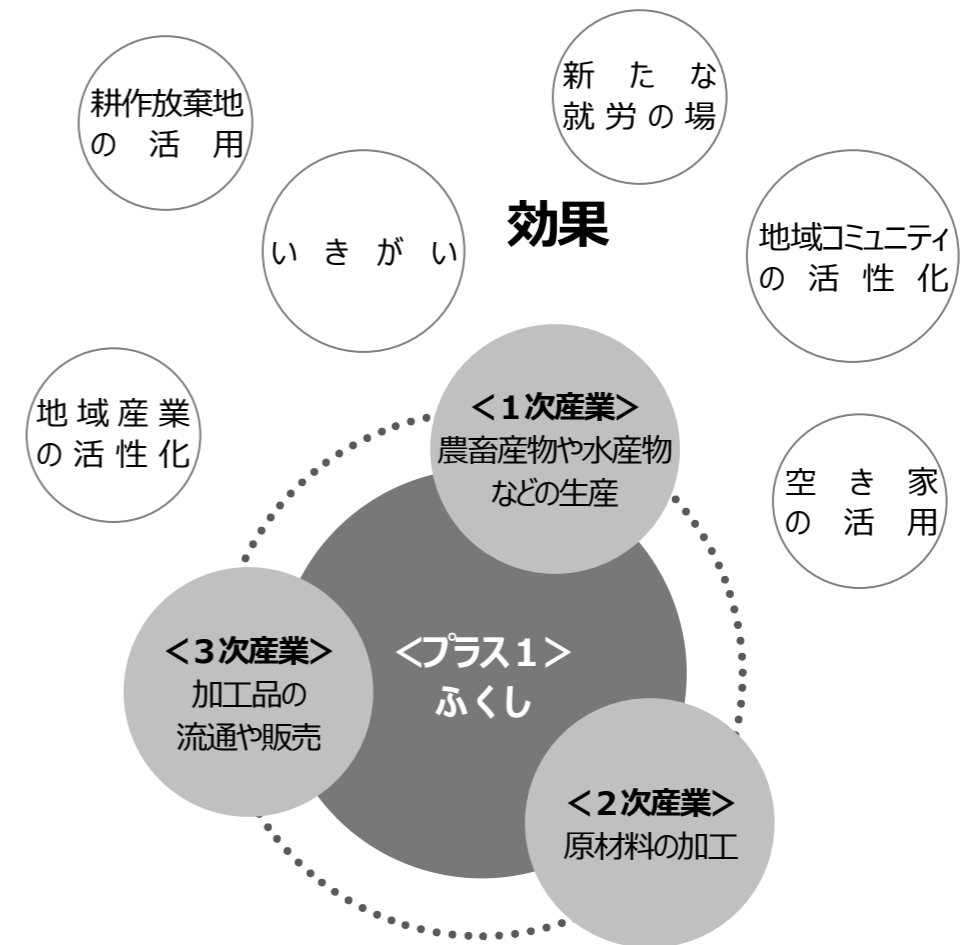 耕作放棄地
の活用
新たな
就労の場
いきがい
効果
地域コミュニティ
の活性化
地域産業
の活性化
＜１次産業＞
農畜産物や水産物
などの生産
空き家
の活用
＜３次産業＞
加工品の
流通や販売
＜プラス１＞
ふくし
＜２次産業＞
原材料の加工